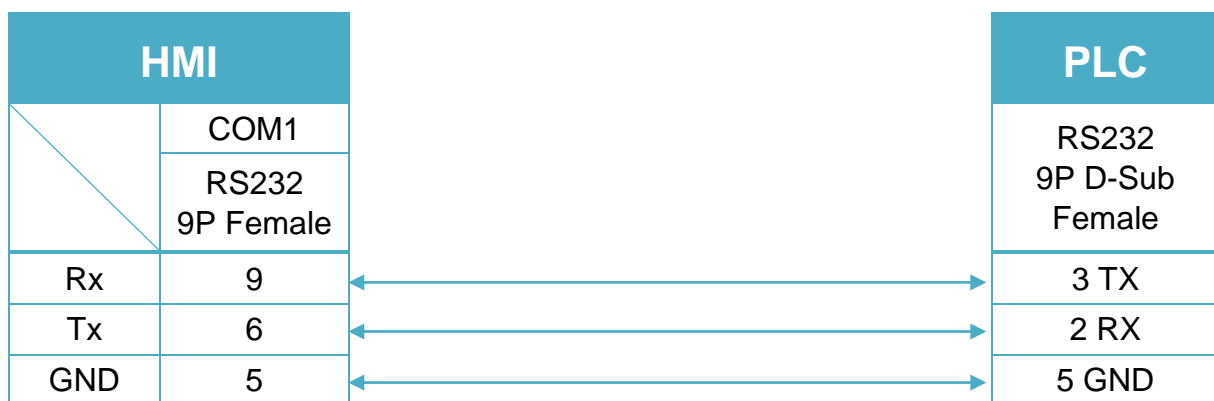 HMI
PLC
COM1
RS232
9P Female
RS232
9P D-Sub
Female
Rx 9 3 TX
Tx 6 2 RX
GND 5 5 GND